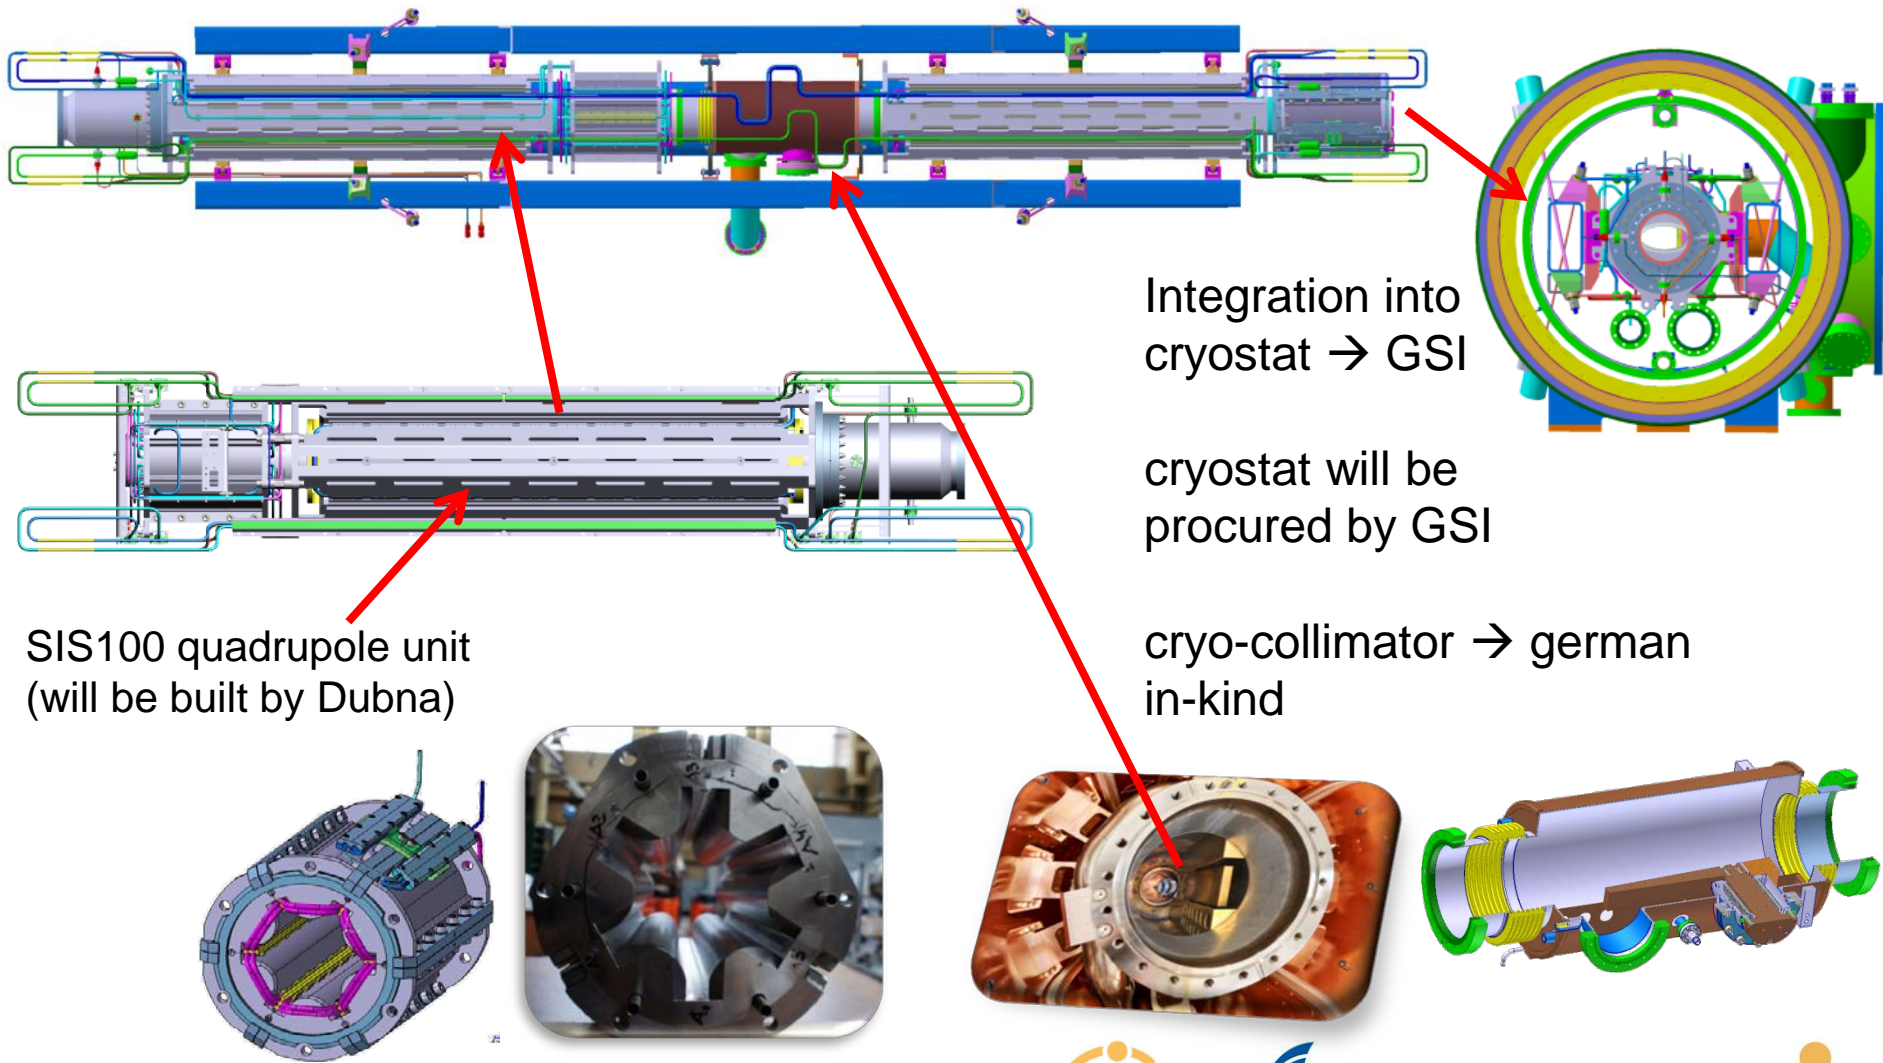 Integration into
cryostat → GSI
cryostat will be
procured by GSI
cryo-collimator → german
in-kind
SIS100 quadrupole unit
(will be built by Dubna)
A3